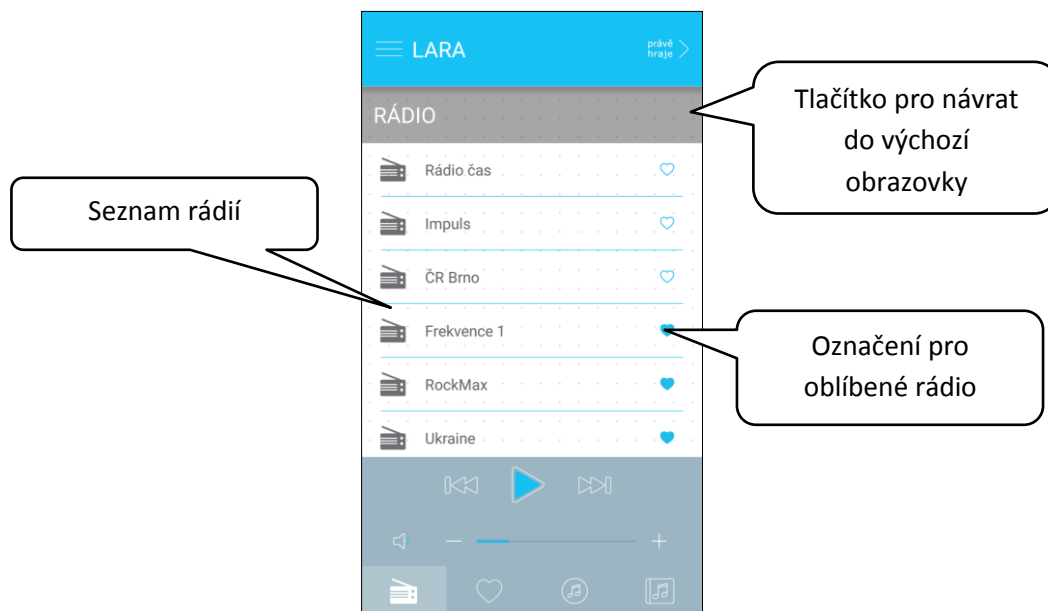 LARA
právě
hraje
RÁDIO
Tlačítko pro návrat
do výchozí
obrazovky
Rádio čas
Seznam rádií
Impuls
ČR Brno
Frekvence 1
Označení pro
oblíbené rádio
RockMax
Ukraine